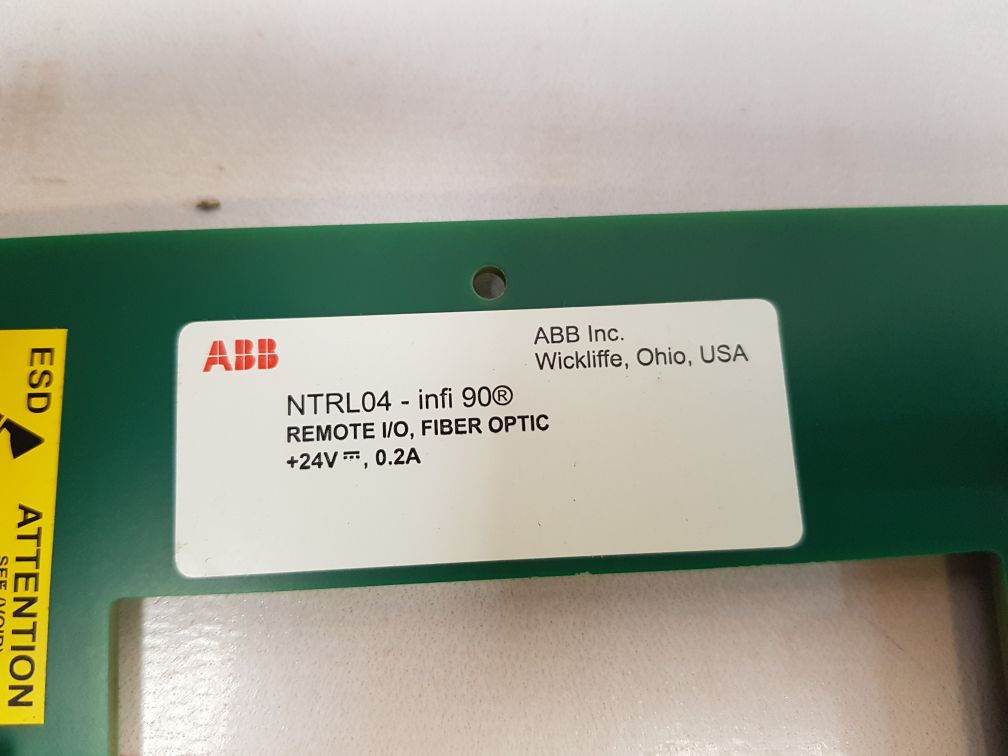 ABB
ABB Inc.
Wickliffe, Ohio, USA
NTRL04 - infi 90®
REMOTE I/O, FIBER OPTIC
+24V ⎓, 0.2A
ESD
ATTENTION